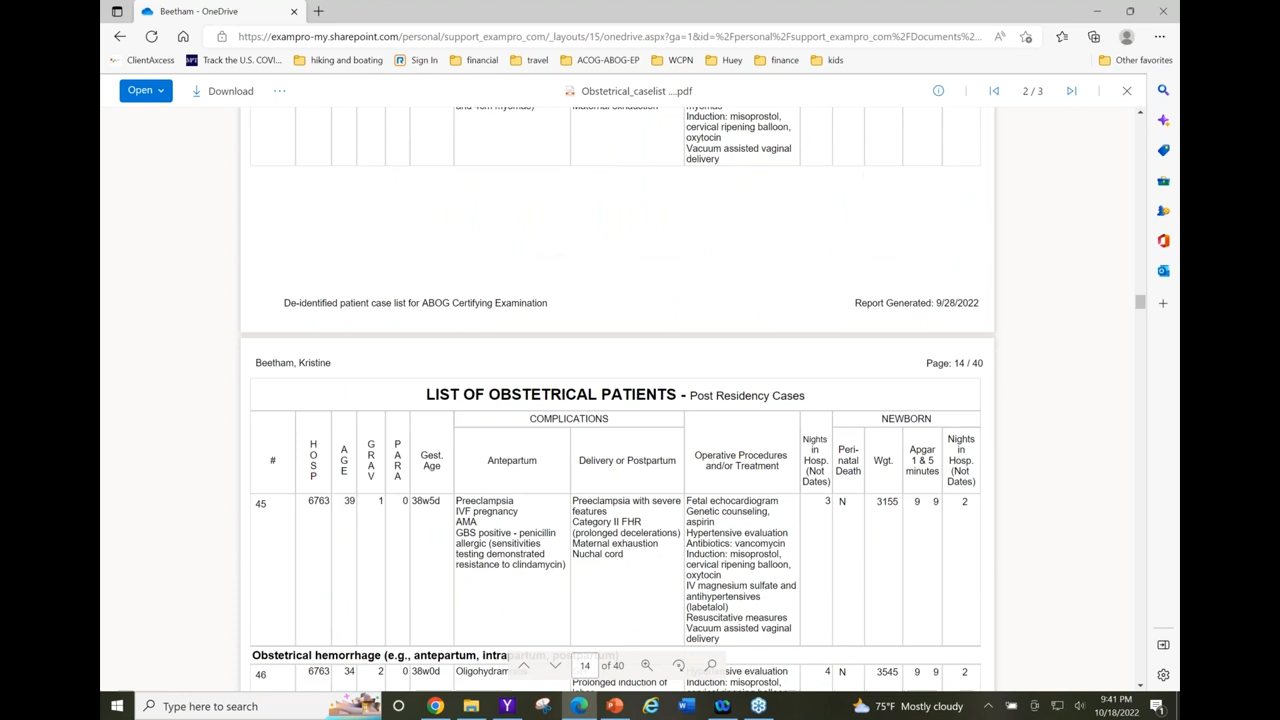 Beetham - OneDrive
https://exampro-my.sharepoint.com/personal/support_exampro_com/_layouts/15/onedrive.aspx?ga=1&id=%2Fpersonal%2Fsupport_exampro_com%2FDocuments%2...
ClientAxcess
Track the U.S. COVI...
hiking and boating
Sign In
financial
travel
ACOG-ABOG-EP
WCPN
Huey
finance
kids
Other favorites
Open
Download
Obstetrical_caselist ....pdf
2 / 3
Induction: misoprostol,
cervical ripening balloon,
oxytocin
Vacuum assisted vaginal
delivery
De-identified patient case list for ABOG Certifying Examination
Report Generated: 9/28/2022
Beetham, Kristine
Page: 14 / 40
LIST OF OBSTETRICAL PATIENTS - Post Residency Cases
COMPLICATIONS
NEWBORN
#
HOSP
AGE
GRAV
PARA
Gest.
Age
Antepartum
Delivery or Postpartum
Operative Procedures
and/or Treatment
Nights
in
Hosp.
(Not
Dates)
Peri-
natal
Death
Wgt.
Apgar
1 & 5
minutes
Nights
in
Hosp.
(Not
Dates)
45
6763
39
1
0
38w5d
Preeclampsia
IVF pregnancy
AMA
GBS positive - penicillin
allergic (sensitivities
testing demonstrated
resistance to clindamycin)
Preeclampsia with severe
features
Category II FHR
(prolonged decelerations)
Maternal exhaustion
Nuchal cord
Fetal echocardiogram
Genetic counseling,
aspirin
Hypertensive evaluation
Antibiotics: vancomycin
Induction: misoprostol,
cervical ripening balloon,
oxytocin
IV magnesium sulfate and
antihypertensives
(labetalol)
Resuscitative measures
Vacuum assisted vaginal
delivery
3
N
3155
9 9
2
Obstetrical hemorrhage (e.g., antepartum, intrapartum, postpartum)
46
6763
34
2
0
38w0d
Prolonged induction of
evaluation
Induction: misoprostol,
4
N
3545
9 9
2
14 of 40
Type here to search
75°F Mostly cloudy
9:41 PM
10/18/2022